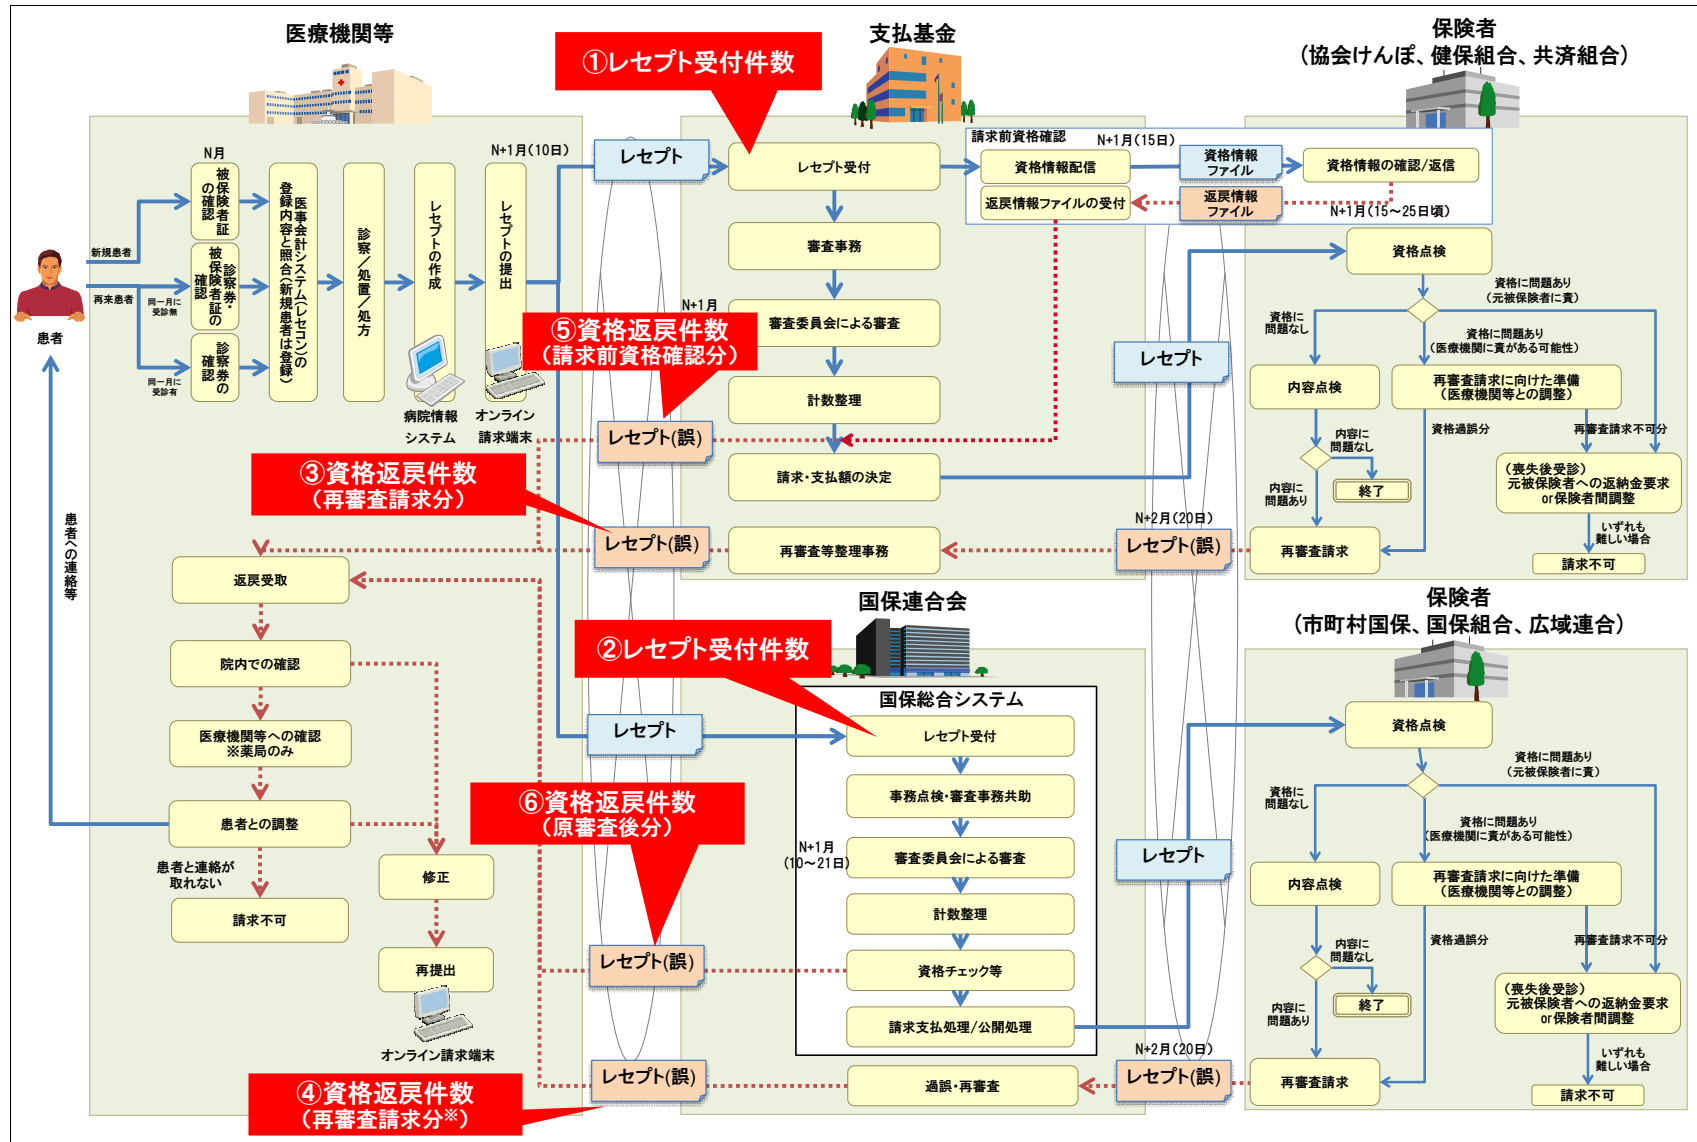 医療機関等
支払基金
保険者
(協会けんぽ、健保組合、共済組合)
①レセプト受付件数
N月
被保険者証
の確認
診察券・
被保険者証の
確認
診察券の
確認
医事会計システム(レセコン)の
登録内容と照合(新規患者は登録)
診察/処置/処方
レセプトの作成
レセプトの提出
N+1月(10日)
新規患者
再来患者
同一月に
受診無
同一月に
受診有
患者
病院情報
システム
オンライン
請求端末
レセプト
レセプト受付
審査事務
N+1月
審査委員会による審査
計数整理
請求・支払額の決定
再審査等整理事務
請求前資格確認
N+1月(15日)
資格情報配信
資格情報
ファイル
資格情報の確認/返信
返戻情報ファイルの受付
返戻情報
ファイル
N+1月(15~25日頃)
⑤資格返戻件数
(請求前資格確認分)
レセプト(誤)
③資格返戻件数
(再審査請求分)
レセプト(誤)
レセプト
N+2月(20日)
レセプト(誤)
資格点検
資格に問題あり
(元被保険者に責)
資格に
問題なし
資格に問題あり
(医療機関に責がある可能性)
内容点検
再審査請求に向けた準備
(医療機関等との調整)
内容に
問題なし
資格過誤分
再審査請求不可分
終了
内容に
問題あり
(喪失後受診)
元被保険者への返納金要求
or保険者間調整
いずれも
難しい場合
再審査請求
請求不可
患者への連絡等
返戻受取
院内での確認
医療機関等への確認
※薬局のみ
患者との調整
患者と連絡が
取れない
請求不可
修正
再提出
オンライン請求端末
国保連合会
②レセプト受付件数
国保総合システム
レセプト
レセプト受付
事務点検・審査事務共助
N+1月
(10~21日)
審査委員会による審査
計数整理
資格チェック等
請求支払処理/公開処理
過誤・再審査
⑥資格返戻件数
(原審査後分)
レセプト(誤)
④資格返戻件数
(再審査請求分※)
レセプト(誤)
レセプト
N+2月(20日)
レセプト(誤)
保険者
(市町村国保、国保組合、広域連合)
資格点検
資格に問題あり
(元被保険者に責)
資格に
問題なし
資格に問題あり
(医療機関に責がある可能性)
内容点検
再審査請求に向けた準備
(医療機関等との調整)
内容に
問題なし
資格過誤分
再審査請求不可分
終了
内容に
問題あり
(喪失後受診)
元被保険者への返納金要求
or保険者間調整
いずれも
難しい場合
再審査請求
請求不可